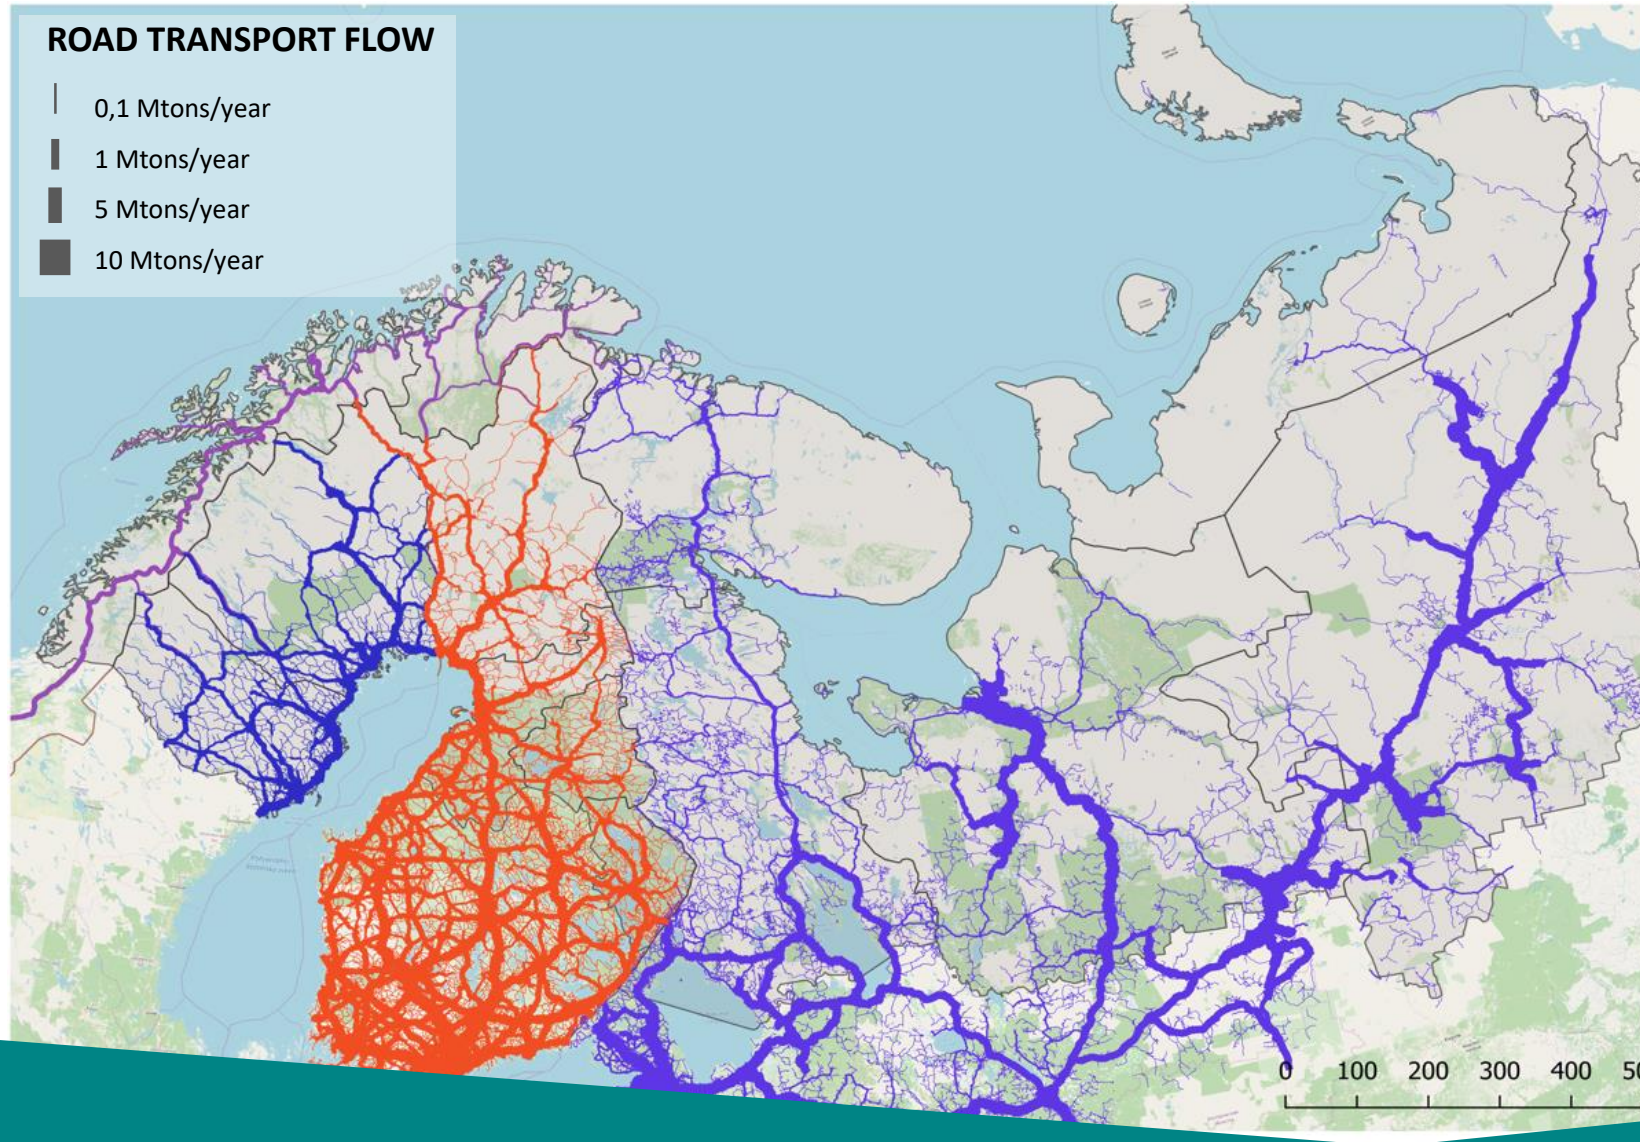 ROAD TRANSPORT FLOW
0,1 Mtons/year
1 Mtons/year
5 Mtons/year
10 Mtons/year
0 100 200 300 400